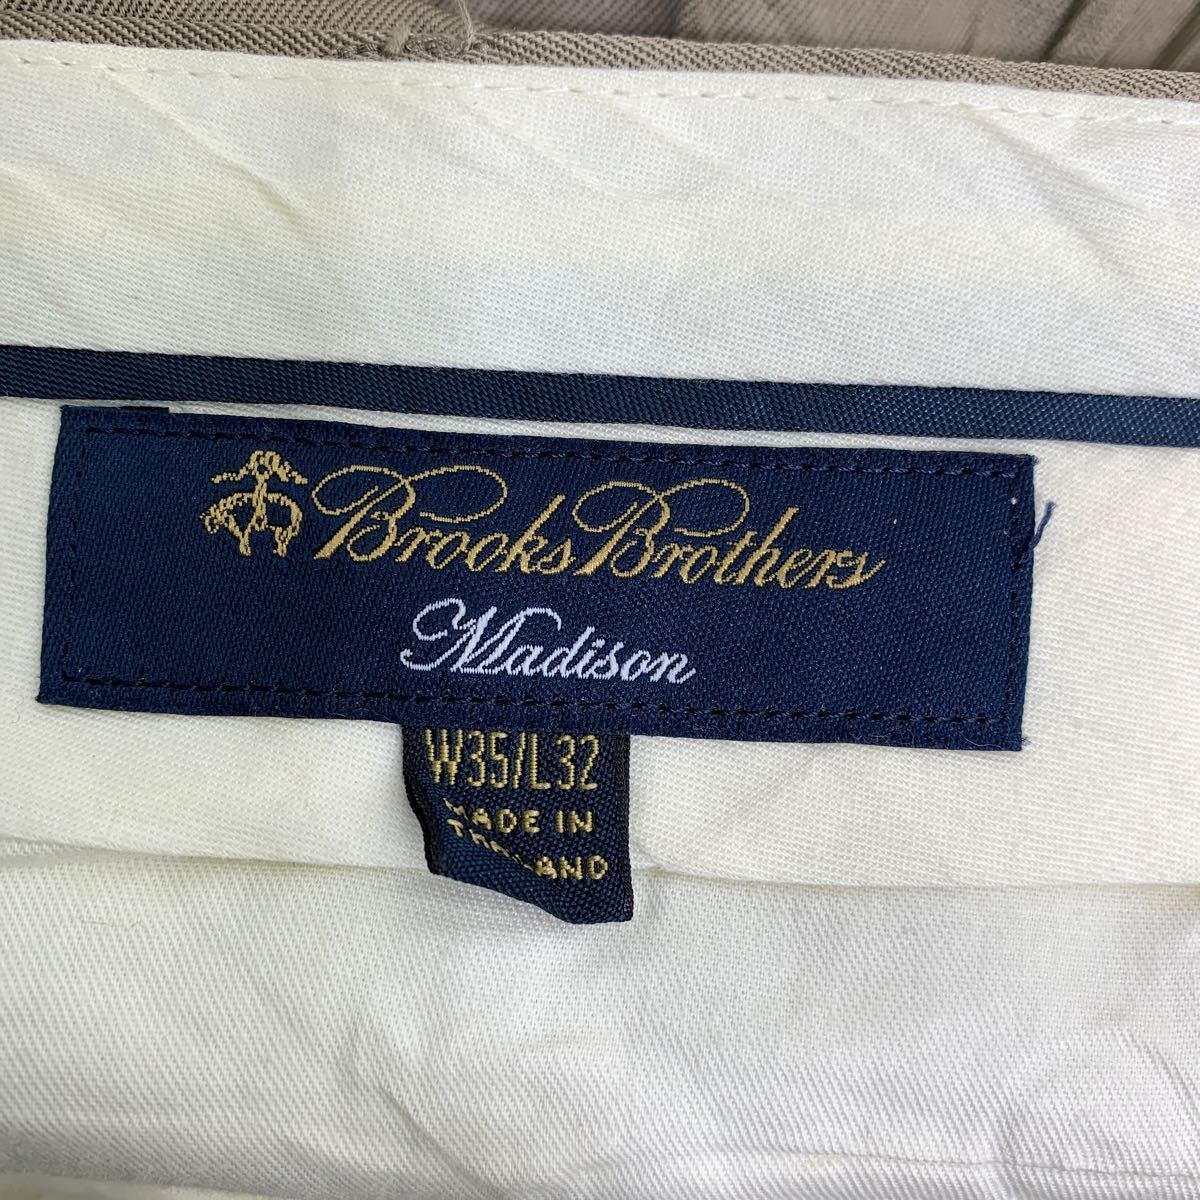 Brooks Brothers
Madison
W35/L32
MADE IN
THAILAND